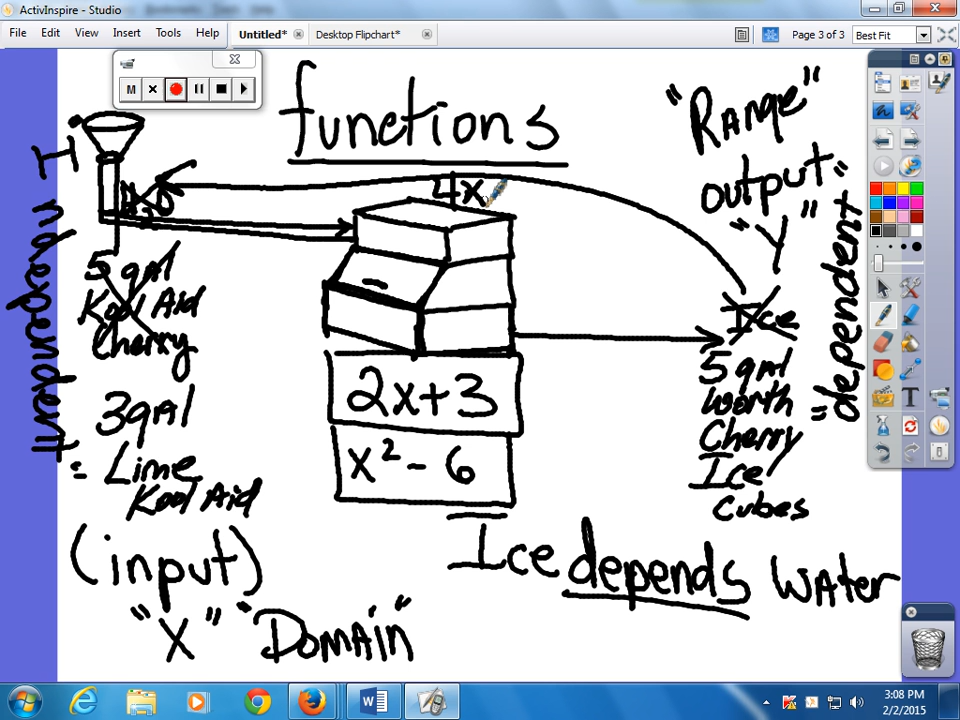 ActivInspire - Studio
File Edit View Insert Tools Help
Untitled*
Desktop Flipchart*
Page 3 of 3
Best Fit
M
functions
"Range"
output =
"Y"
dependent
=
H2O
4x
5 gal
Kool Aid
Cherry
3 gal
= Lime
Kool Aid
(input)
"X" "Domain"
2x+3
x² - 6
Ice
5 gal
Worth
Cherry
Ice
Cubes
Ice depends Water
T
3:08 PM
2/2/2015